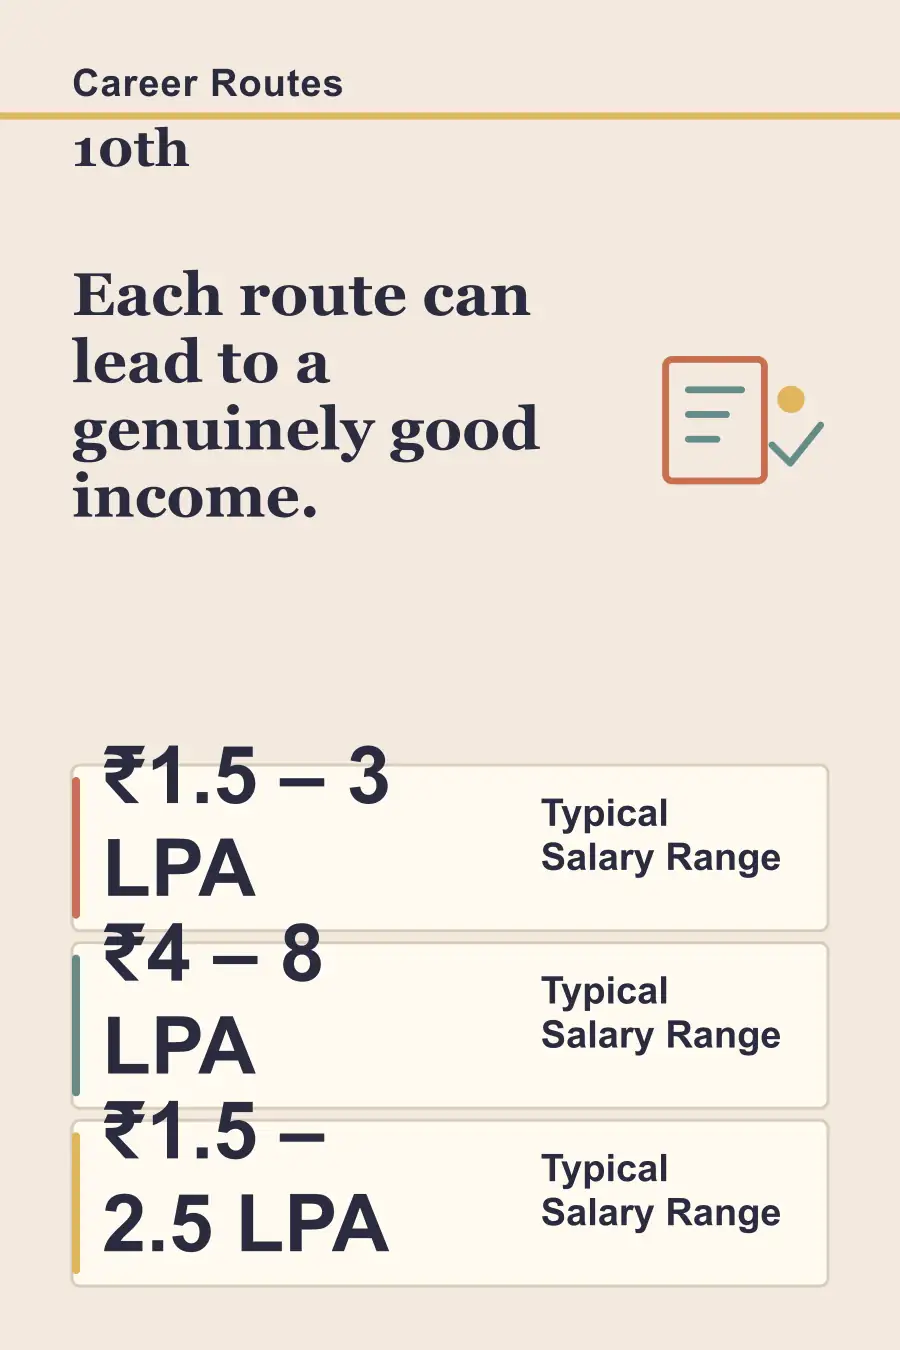 Career Routes
10th
Each route can
lead to a
genuinely good
income.
₹1.5 – 3
LPA
Typical
Salary Range
₹4 – 8
LPA
Typical
Salary Range
₹1.5 –
2.5 LPA
Typical
Salary Range